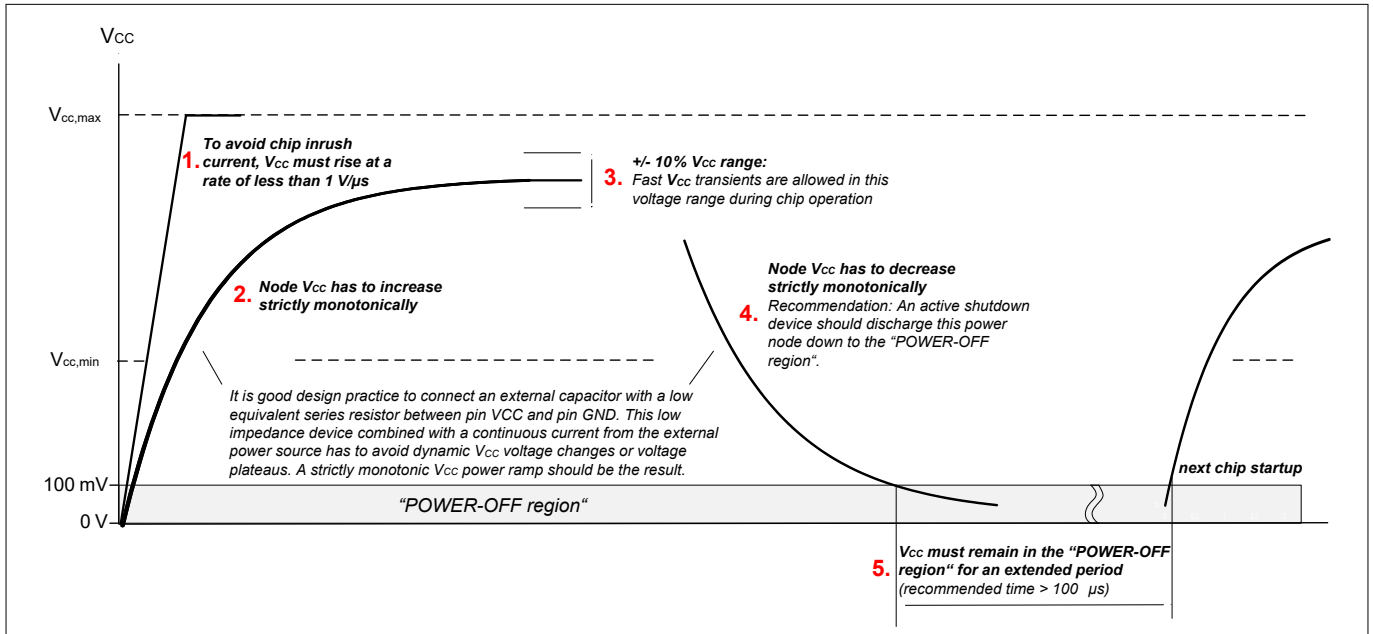 VCC
Vcc,max
1.
To avoid chip inrush
current, VCC must rise at a
rate of less than 1 V/µs
3.
+/- 10% VCC range:
Fast VCC transients are allowed in this
voltage range during chip operation
2.
Node VCC has to increase
strictly monotonically
4.
Node VCC has to decrease
strictly monotonically
Recommendation: An active shutdown
device should discharge this power
node down to the “POWER-OFF
region“.
Vcc,min
It is good design practice to connect an external capacitor with a low
equivalent series resistor between pin VCC and pin GND. This low
impedance device combined with a continuous current from the external
power source has to avoid dynamic VCC voltage changes or voltage
plateaus. A strictly monotonic VCC power ramp should be the result.
next chip startup
100 mV
“POWER-OFF region“
0 V
5.
VCC must remain in the “POWER-OFF
region“ for an extended period
(recommended time > 100 µs)